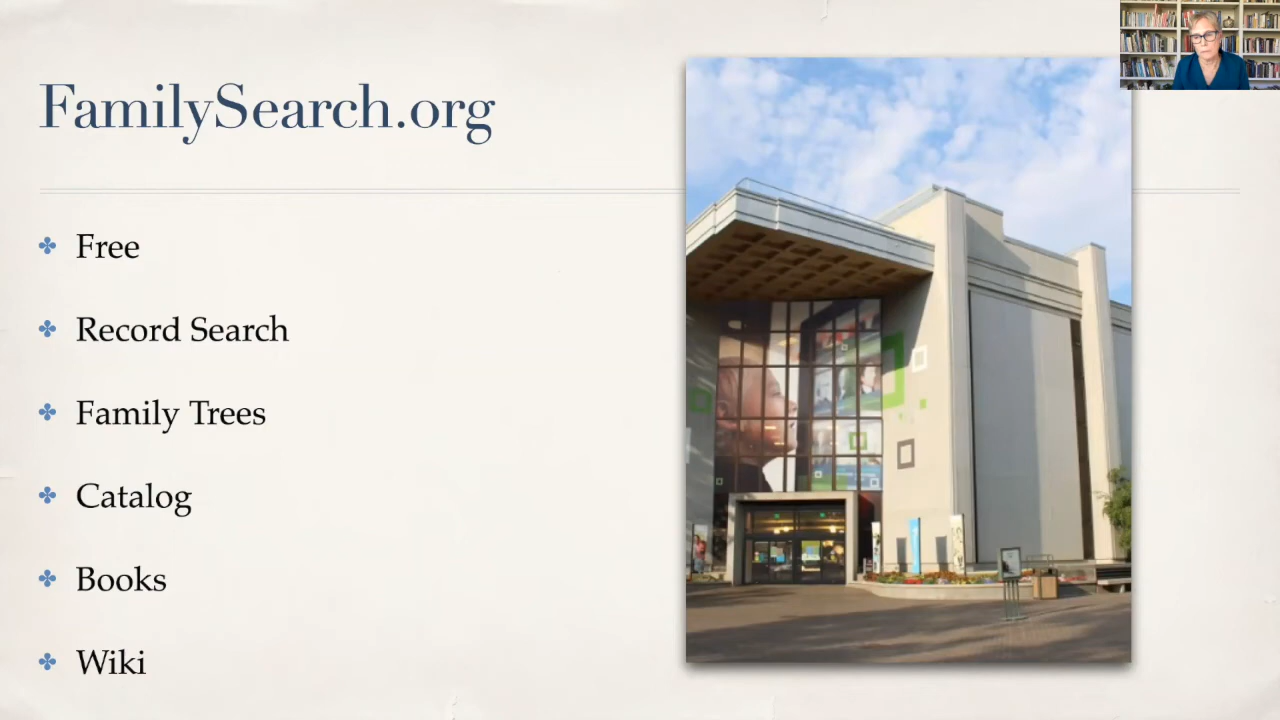 FamilySearch.org
Free
Record Search
Family Trees
Catalog
Books
Wiki